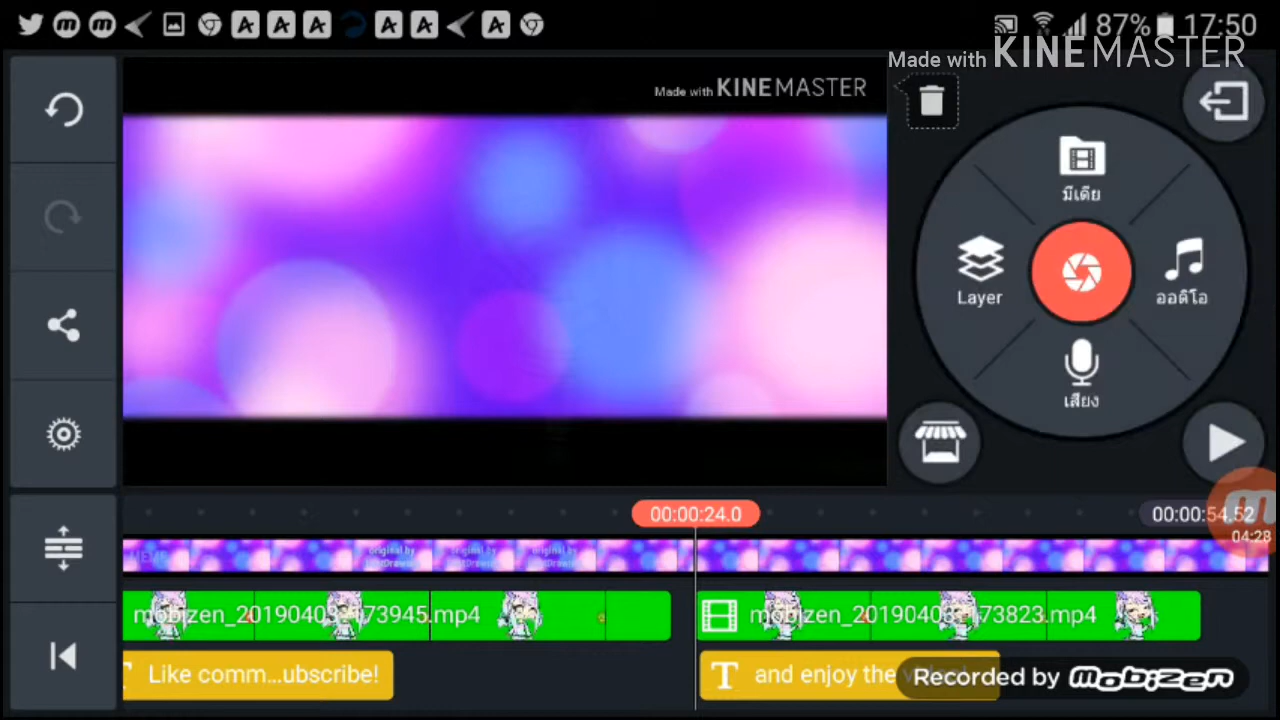 87% 17:50
Made with KINEMASTER
Made with KINEMASTER
มีเดีย
Layer
ออดิโอ
เสียง
00:00:24.0
00:00:54.52
04:28
original by
original by
original by
mobizen_20190403_173945.mp4
mobizen_20190403_173823.mp4
Like comm...ubscribe!
T and enjoy the
Recorded by mobizen